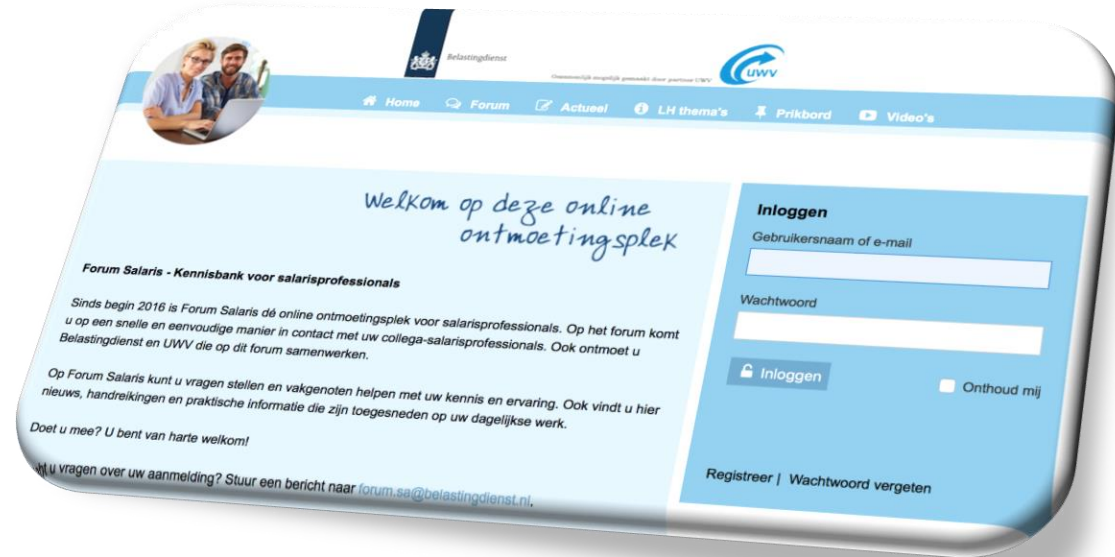 Belastingdienst
Onmiddellijk mogelijk gemaakt door partner UWV
UWV
Home Forum Actueel LH thema's Prikbord Video's
Welkom op deze online
ontmoetingsplek
Forum Salaris - Kennisbank voor salarisprofessionals
Sinds begin 2016 is Forum Salaris dé online ontmoetingsplek voor salarisprofessionals. Op het forum komt
u op een snelle en eenvoudige manier in contact met uw collega-salarisprofessionals. Ook ontmoet u
Belastingdienst en UWV die op dit forum samenwerken.
Op Forum Salaris kunt u vragen stellen en vakgenoten helpen met uw kennis en ervaring. Ook vindt u hier
nieuws, handreikingen en praktische informatie die zijn toegesneden op uw dagelijkse werk.
Doet u mee? U bent van harte welkom!
u vragen over uw aanmelding? Stuur een bericht naar forum.sa@belastingdienst.nl.
Inloggen
Gebruikersnaam of e-mail
Wachtwoord
Inloggen
Onthoud mij
Registreer | Wachtwoord vergeten